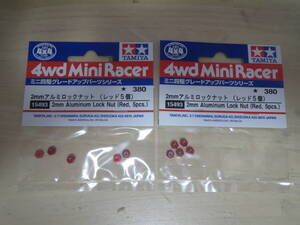 TAMIYA
4wd Mini Racer
ミニ四駆グレードアップパーツシリーズ
★ 380
2mmアルミロックナット (レッド5個)
15493 2mm Aluminum Lock Nut (Red, 5pcs.)
TAMIYA
4wd Mini Racer
ミニ四駆グレードアップパーツシリーズ
★ 380
2mmアルミロックナット (レッド5個)
15493 2mm Aluminum Lock Nut (Red, 5pcs.)